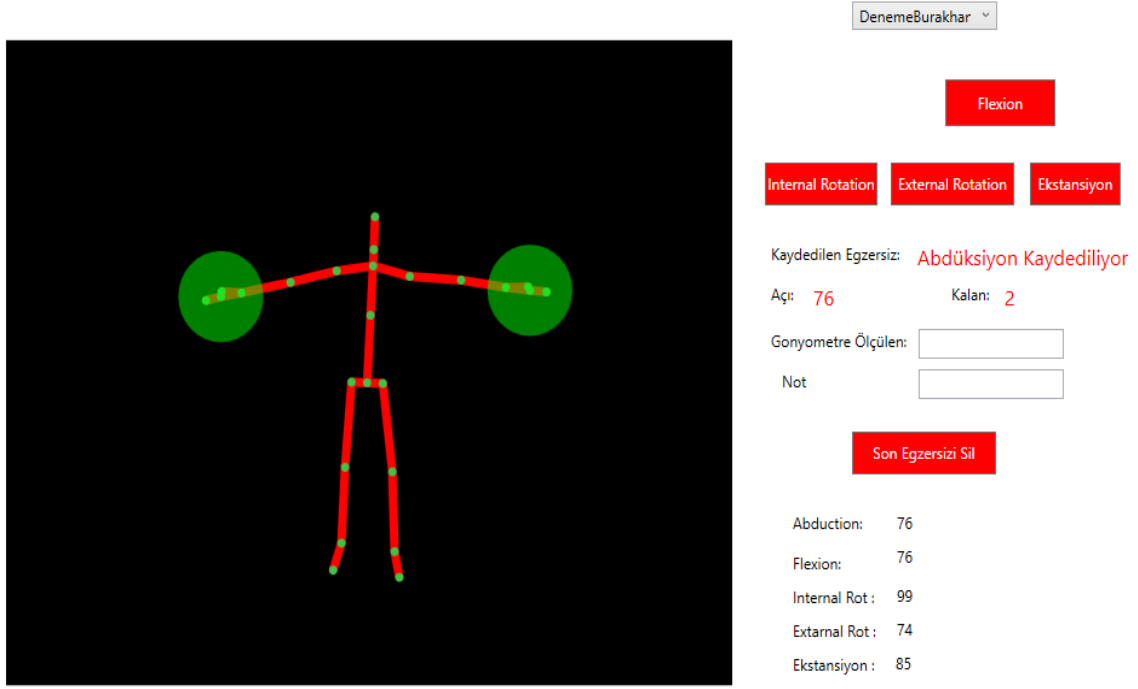 DenemeBurakhar
Flexion
Internal Rotation External Rotation Ekstansiyon
Kaydedilen Egzersiz: Abdüksiyon Kaydediliyor
Açı: 76 Kalan: 2
Gonyometre Ölçülen:
Not
Son Egzersizi Sil
Abduction: 76
Flexion: 76
Internal Rot : 99
Extarnal Rot : 74
Ekstansiyon : 85